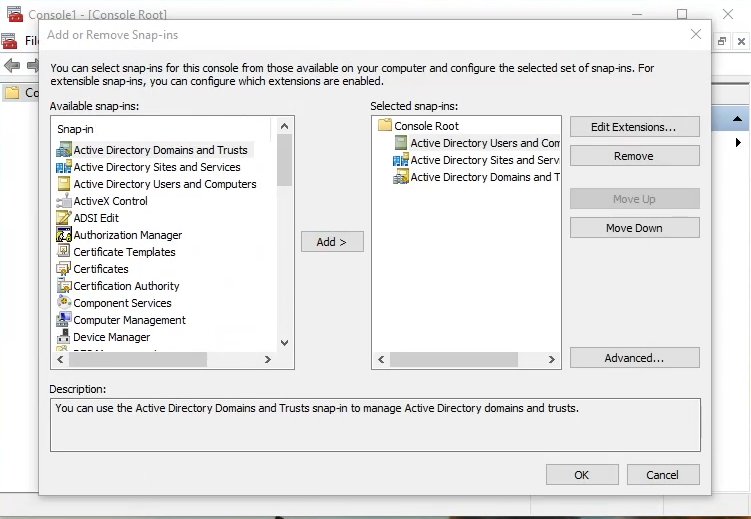 Console1 - [Console Root]
Add or Remove Snap-ins
Fil
You can select snap-ins for this console from those available on your computer and configure the selected set of snap-ins. For
extensible snap-ins, you can configure which extensions are enabled.
Co
Available snap-ins:
Snap-in
Active Directory Domains and Trusts
Active Directory Sites and Services
Active Directory Users and Computers
ActiveX Control
ADSI Edit
Authorization Manager
Certificate Templates
Certificates
Certification Authority
Component Services
Computer Management
Device Manager
Add >
Selected snap-ins:
Console Root
Active Directory Users and Com
Active Directory Sites and Serv
Active Directory Domains and T
Edit Extensions...
Remove
Move Up
Move Down
Advanced...
Description:
You can use the Active Directory Domains and Trusts snap-in to manage Active Directory domains and trusts.
OK
Cancel